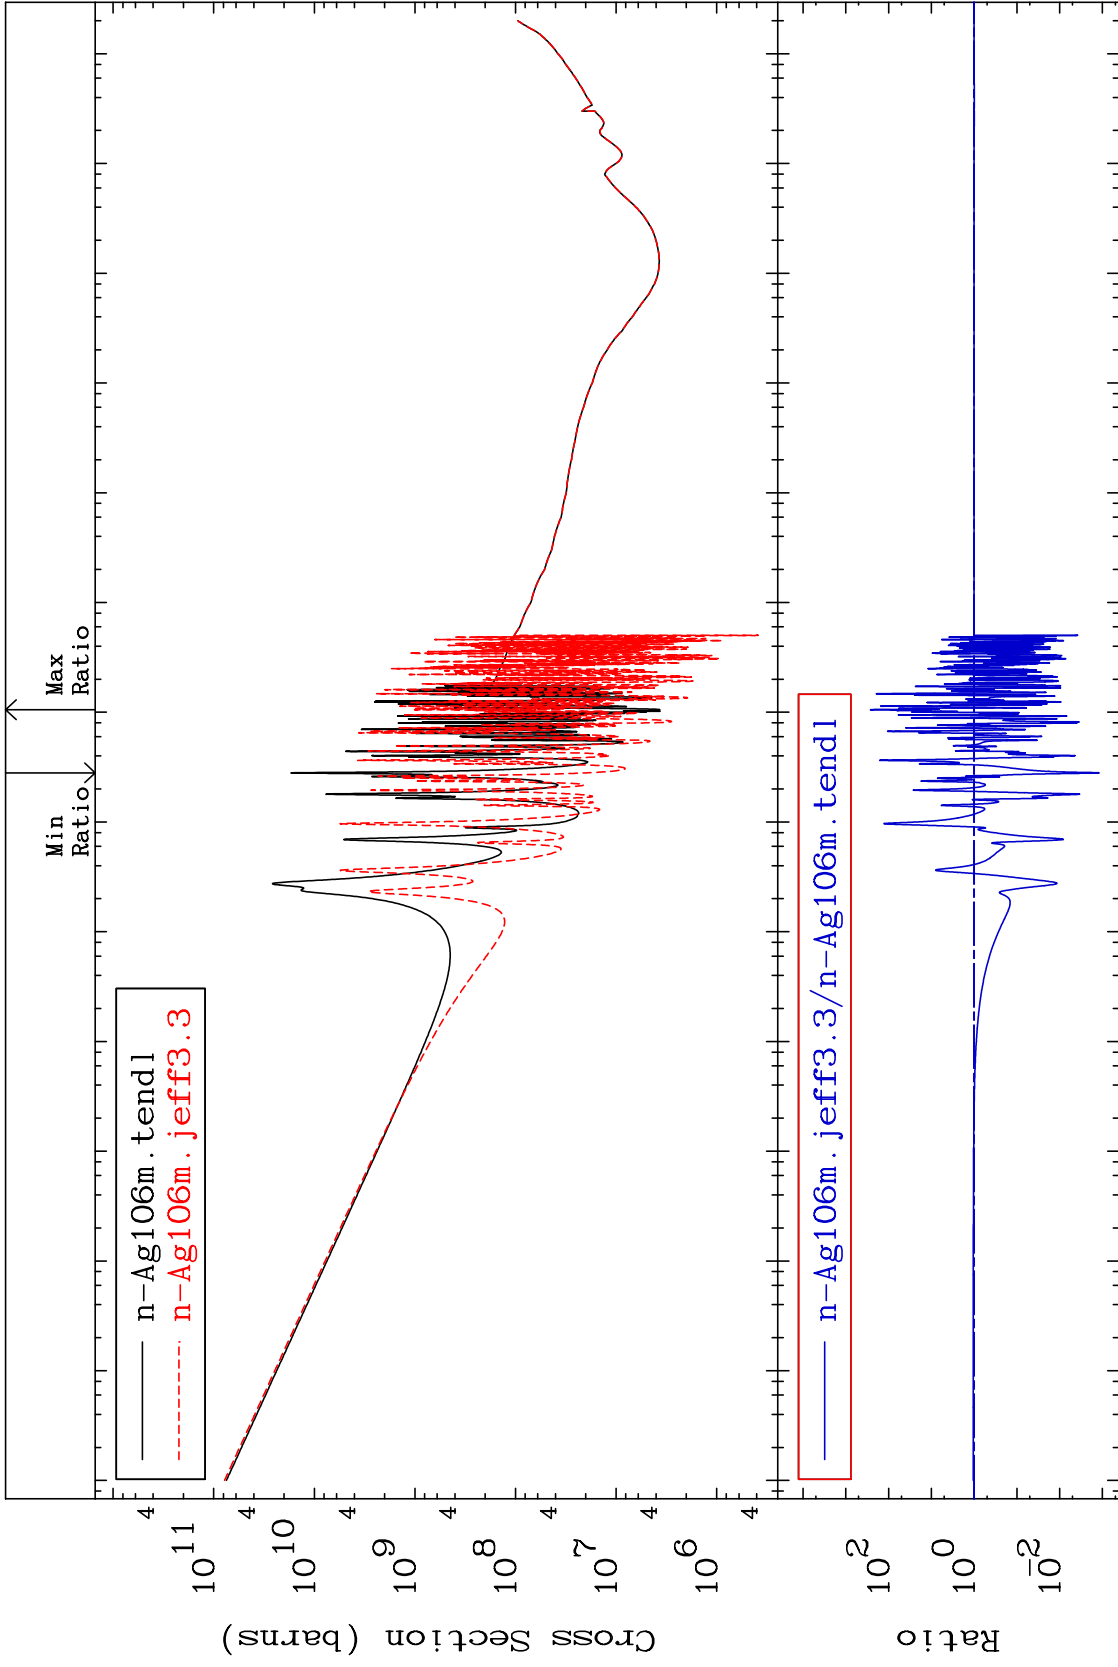 Min
Ratio
Max
Ratio
n-Ag106m.tendl
n-Ag106m.jeff3.3
Cross Section (barns)
4
10 11
4
10 10
4
10 9
4
10 8
4
10 7
4
10 6
4
n-Ag106m.jeff3.3/n-Ag106m.tendl
Ratio
10 2
10 0
10 -2